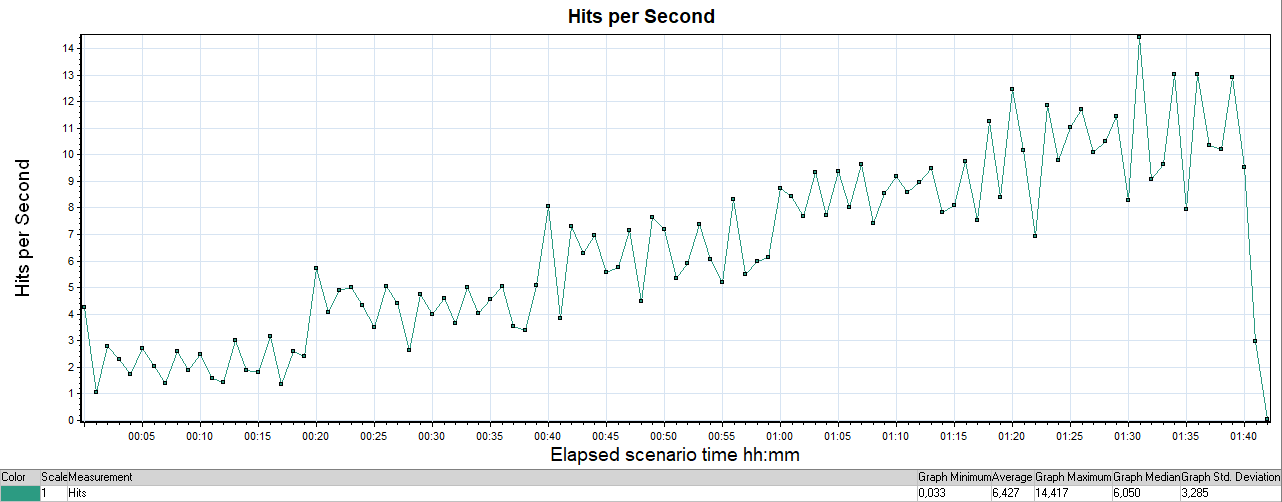 Hits per Second
Hits per Second
14
13
12
11
10
9
8
7
6
5
4
3
2
1
0
00:05 00:10 00:15 00:20 00:25 00:30 00:35 00:40 00:45 00:50 00:55 01:00 01:05 01:10 01:15 01:20 01:25 01:30 01:35 01:40
Elapsed scenario time hh:mm
Color Scale Measurement Graph Minimum Average Graph Maximum Graph Median Graph Std. Deviation
1 Hits 0,033 6,427 14,417 6,050 3,285